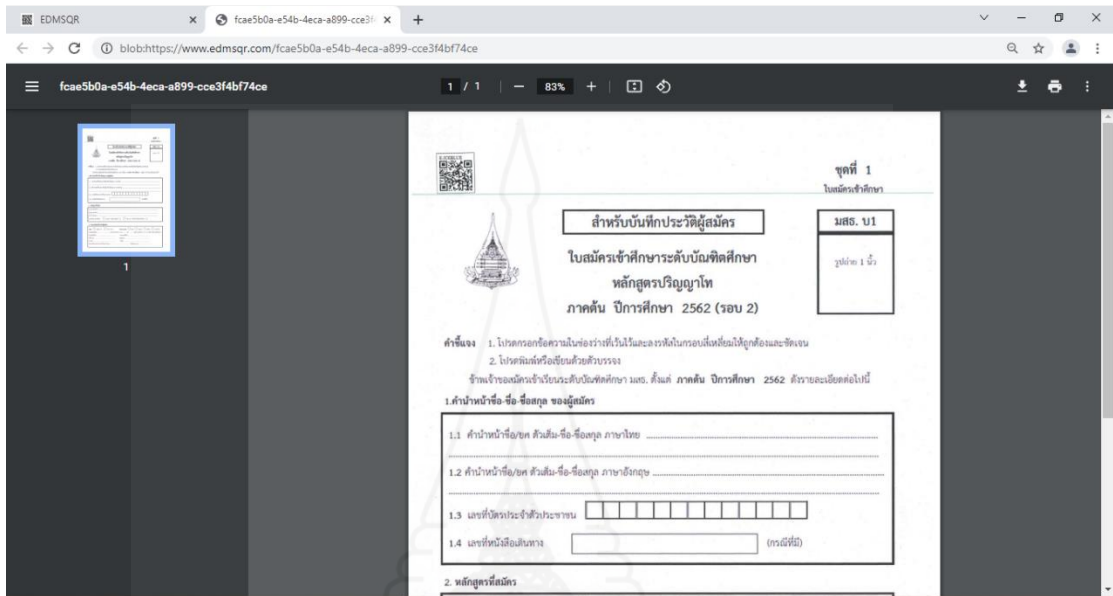 EDMSQR
fcae5b0a-e54b-4eca-a899-cce3f
blob:https://www.edmsqr.com/fcae5b0a-e54b-4eca-a899-cce3f4bf74ce
fcae5b0a-e54b-4eca-a899-cce3f4bf74ce
1 / 1
83%
1
ชุดที่ 1
ใบสมัครเข้าศึกษา
สำหรับบันทึกประวัติผู้สมัคร
มสธ. บ1
ใบสมัครเข้าศึกษาระดับบัณฑิตศึกษา
รูปถ่าย 1 นิ้ว
หลักสูตรปริญญาโท
ภาคต้น ปีการศึกษา 2562 (รอบ 2)
คำชี้แจง 1. โปรดกรอกข้อความในช่องว่างที่เว้นไว้และลงรหัสในกรอบสี่เหลี่ยมให้ถูกต้องและชัดเจน
2. โปรดพิมพ์หรือเขียนด้วยตัวบรรจง
ข้าพเจ้าขอสมัครเข้าเรียนระดับบัณฑิตศึกษา มสธ. ตั้งแต่ ภาคต้น ปีการศึกษา 2562 ดังรายละเอียดต่อไปนี้
1.คำนำหน้าชื่อ-ชื่อ-ชื่อสกุล ของผู้สมัคร
1.1 คำนำหน้าชื่อ/ยศ ตัวเต็ม-ชื่อ-ชื่อสกุล ภาษาไทย
1.2 คำนำหน้าชื่อ/ยศ ตัวเต็ม-ชื่อ-ชื่อสกุล ภาษาอังกฤษ
1.3 เลขที่บัตรประจำตัวประชาชน
1.4 เลขที่หนังสือเดินทาง (กรณีที่มี)
2. หลักสูตรที่สมัคร